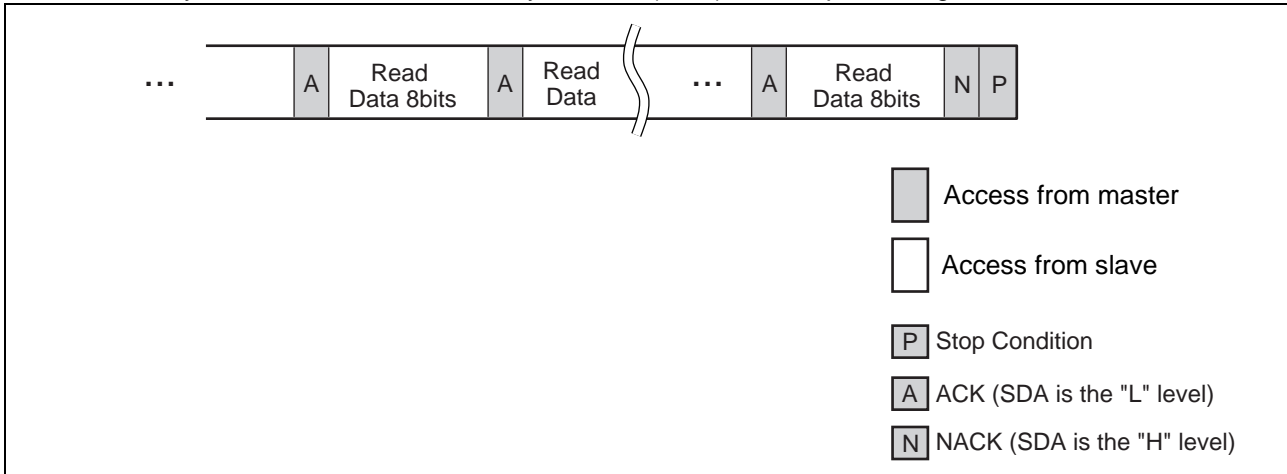 ... A Read Data 8bits A Read Data ... A Read Data 8bits N P
Access from master
Access from slave
P Stop Condition
A ACK (SDA is the "L" level)
N NACK (SDA is the "H" level)